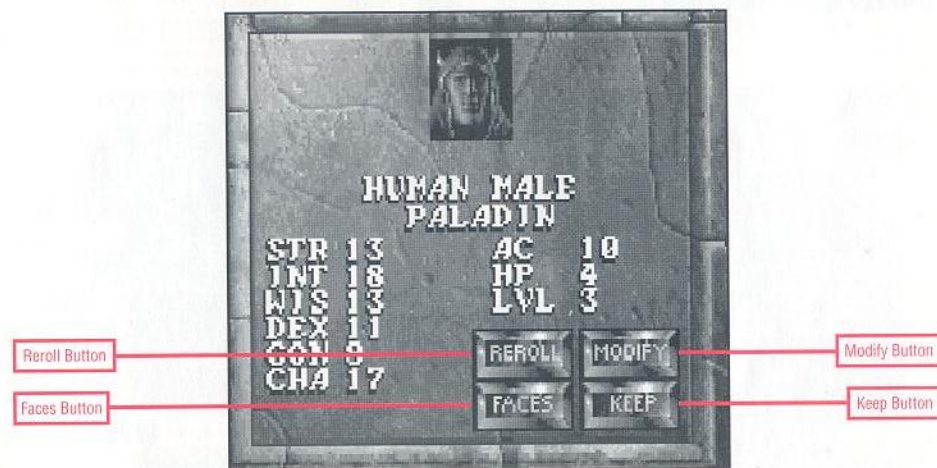 HUMAN MALE
PALADIN
STR 13
INT 18
WIS 13
DEX 11
CON 9
CHA 17
AC 10
HP 4
LVL 3
REROLL
MODIFY
FACES
KEEP
Reroll Button
Faces Button
Modify Button
Keep Button